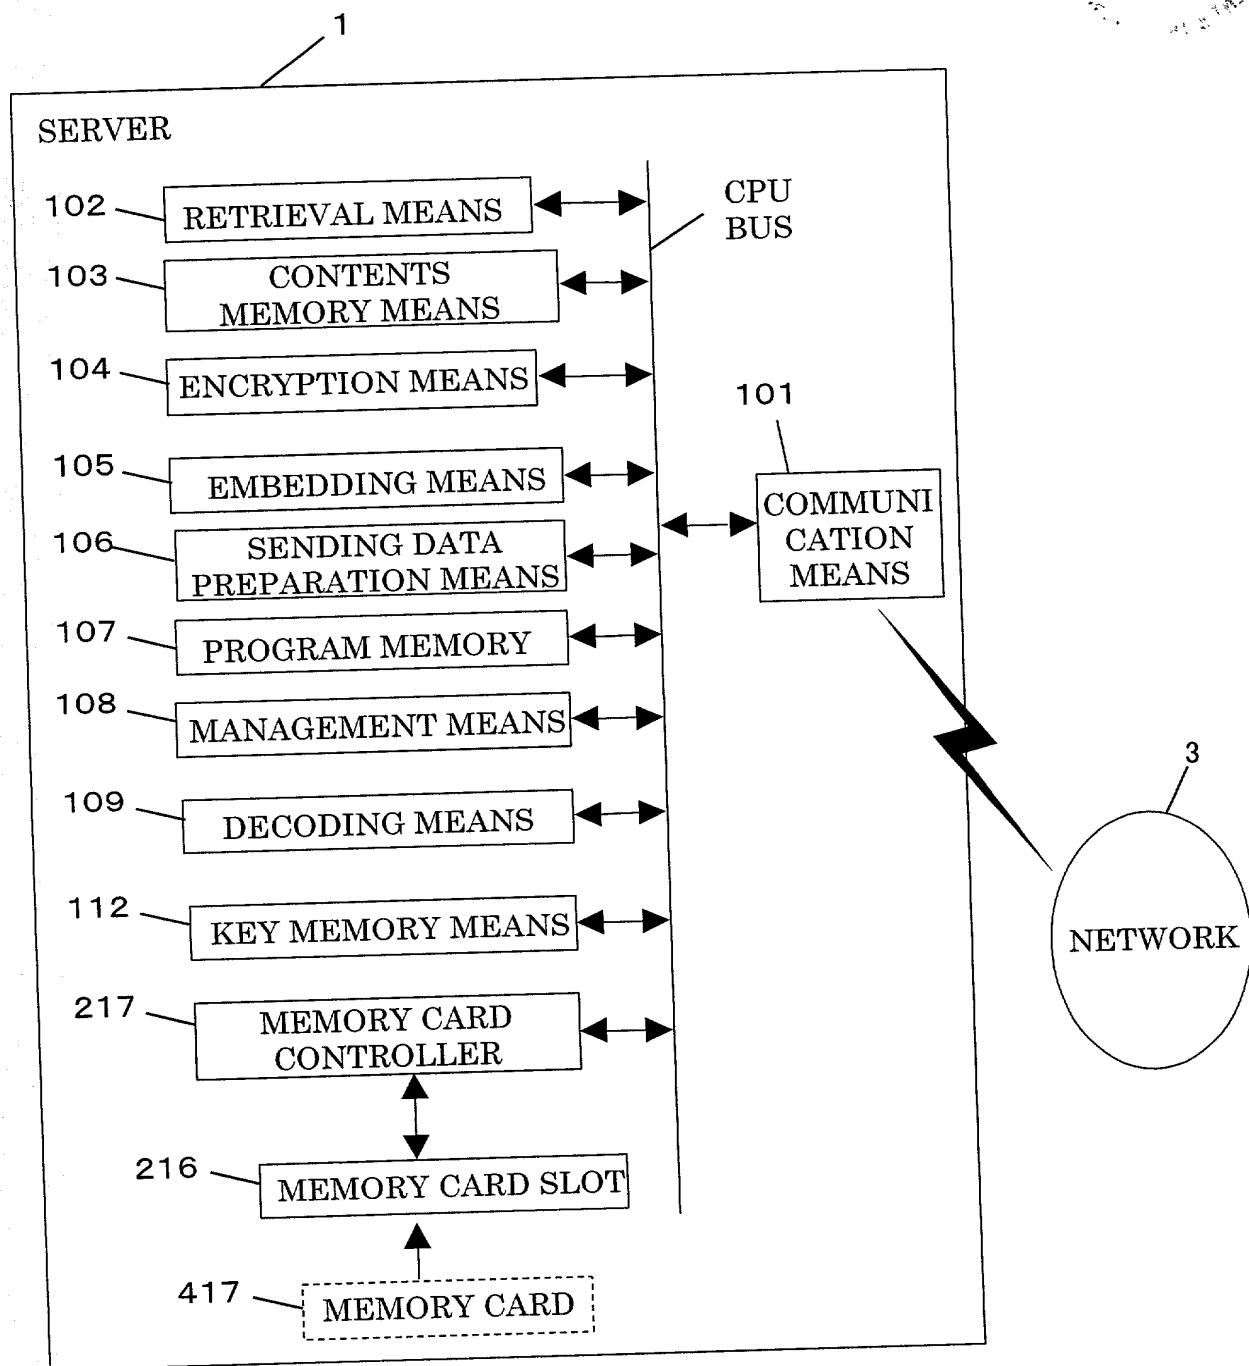 1
SERVER
102
RETRIEVAL MEANS
CPU
BUS
103
CONTENTS
MEMORY MEANS
104
ENCRYPTION MEANS
101
105
EMBEDDING MEANS
COMMUNI
CATION
MEANS
106
SENDING DATA
PREPARATION MEANS
107
PROGRAM MEMORY
108
MANAGEMENT MEANS
3
109
DECODING MEANS
112
KEY MEMORY MEANS
NETWORK
217
MEMORY CARD
CONTROLLER
216
MEMORY CARD SLOT
417
MEMORY CARD